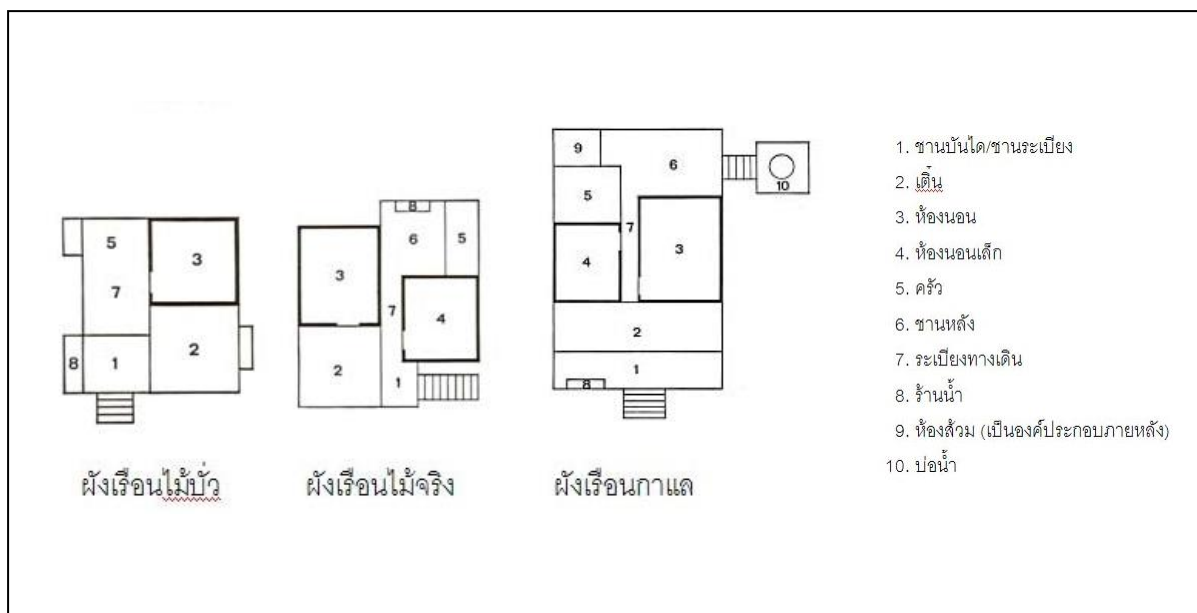 5
3
7
2
8
1
ผังเรือนไม้บั่ว
8
6
5
3
7
4
2
1
ผังเรือนไม้จริง
9
6
10
5
7
4
3
2
1
8
ผังเรือนกาแล
1. ชานบันได/ชานระเบียง
2. เติ๋น
3. ห้องนอน
4. ห้องนอนเล็ก
5. ครัว
6. ชานหลัง
7. ระเบียงทางเดิน
8. ร้านน้ำ
9. ห้องส้วม (เป็นองค์ประกอบภายหลัง)
10. บ่อน้ำ